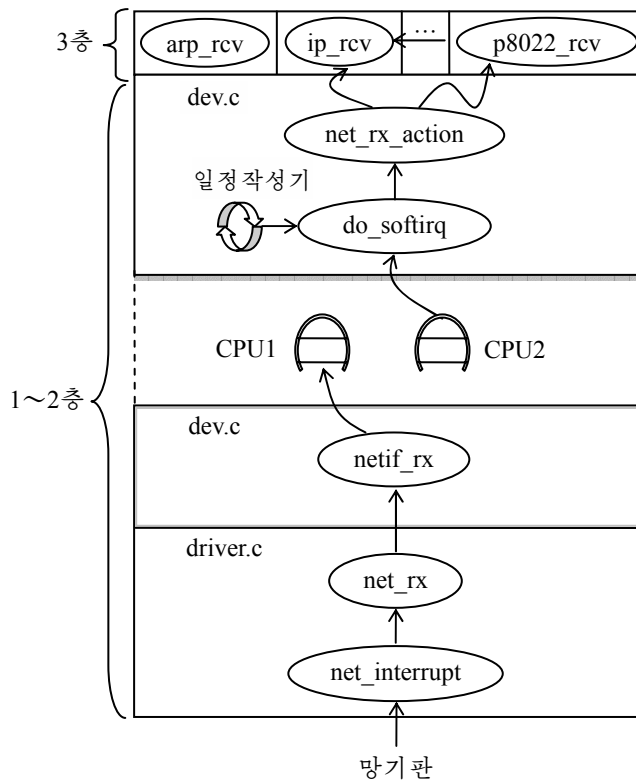 3층
arp_rcv
ip_rcv
...
p8022_rcv
dev.c
net_rx_action
일정작성기
do_softirq
CPU1
CPU2
1~2층
dev.c
netif_rx
driver.c
net_rx
net_interrupt
망기판